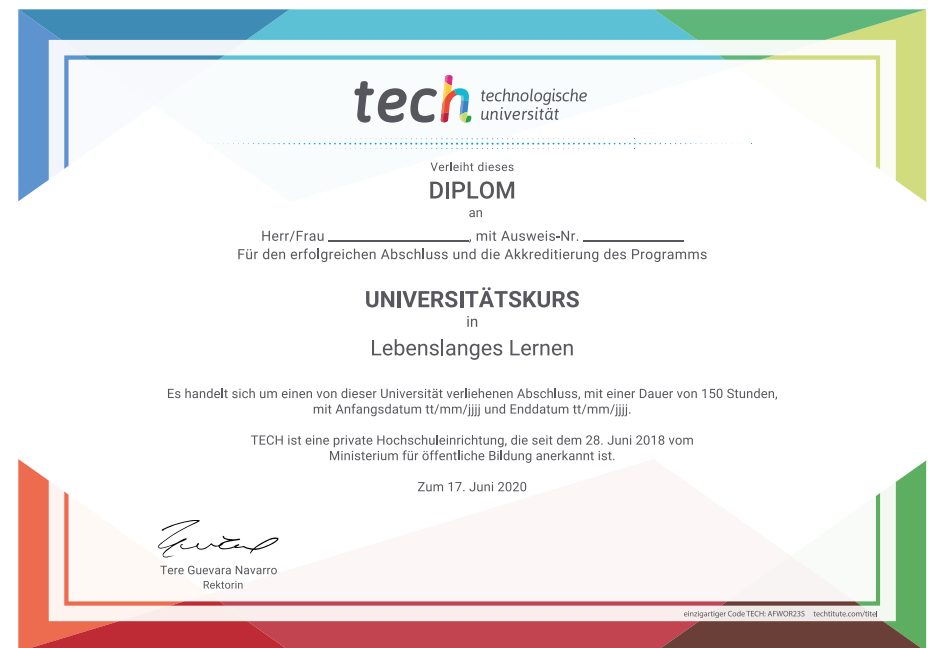 tech technologische
universität
Verleiht dieses
DIPLOM
an
Herr/Frau ____________, mit Ausweis-Nr. ____________
Für den erfolgreichen Abschluss und die Akkreditierung des Programms
UNIVERSITÄTSKURS
in
Lebenslanges Lernen
Es handelt sich um einen von dieser Universität verliehenen Abschluss, mit einer Dauer von 150 Stunden,
mit Anfangsdatum tt/mm/jjjj und Enddatum tt/mm/jjjj.
TECH ist eine private Hochschuleinrichtung, die seit dem 28. Juni 2018 vom
Ministerium für öffentliche Bildung anerkannt ist.
Zum 17. Juni 2020
Tere Guevara Navarro
Rektorin
einzigartiger Code TECH: AFWOR23S techtitute.com/titel